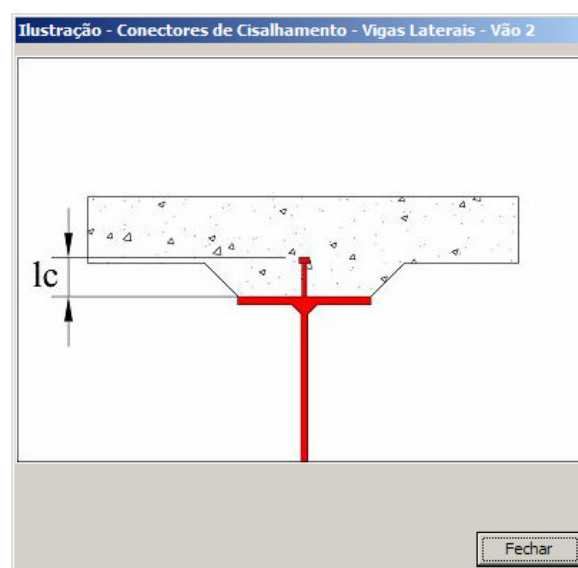 Ilustração - Conectores de Cisalhamento - Vigas Laterais - Vão 2
lc
Fechar